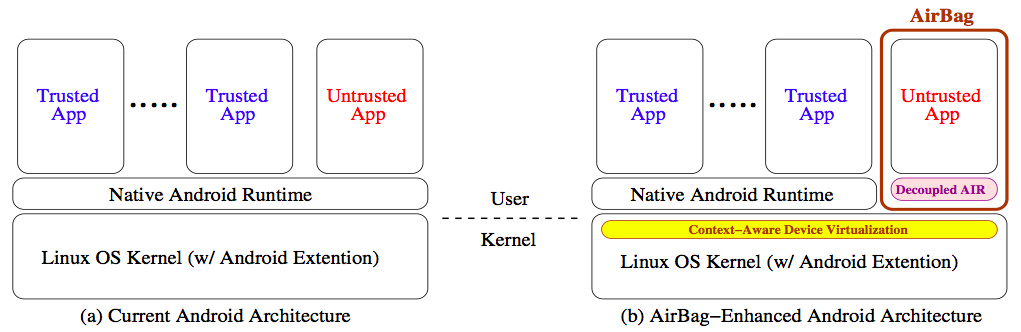 AirBag
Trusted
App
.....
Trusted
App
Untrusted
App
Native Android Runtime
Linux OS Kernel (w/ Android Extention)
(a) Current Android Architecture
User
Kernel
Trusted
App
.....
Trusted
App
Untrusted
App
Native Android Runtime
Decoupled AIR
Context−Aware Device Virtualization
Linux OS Kernel (w/ Android Extention)
(b) AirBag−Enhanced Android Architecture